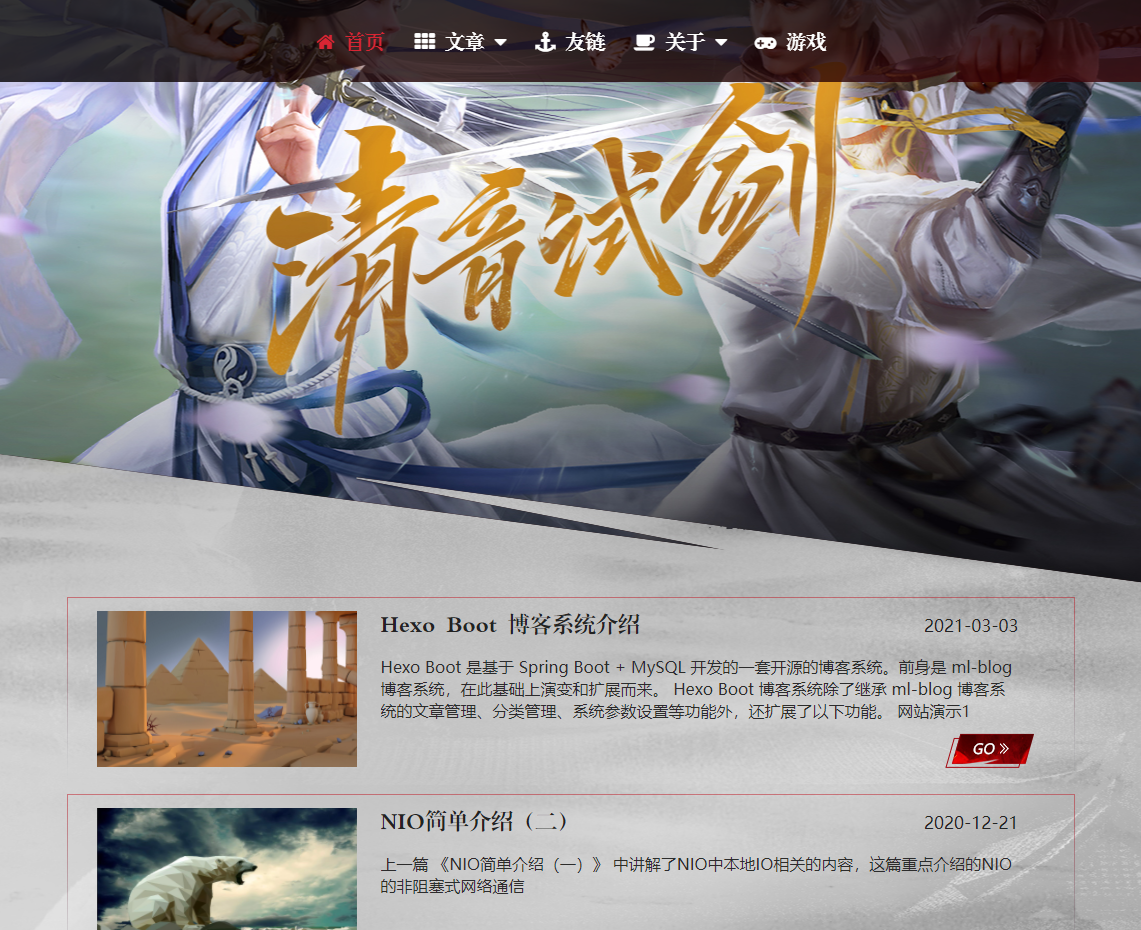 首页 文章 友链 关于 游戏
清音试剑
Hexo Boot 博客系统介绍 2021-03-03
Hexo Boot 是基于 Spring Boot + MySQL 开发的一套开源的博客系统。前身是 ml-blog
博客系统，在此基础上演变和扩展而来。 Hexo Boot 博客系统除了继承 ml-blog 博客系
统的文章管理、分类管理、系统参数设置等功能外，还扩展了以下功能。 网站演示1
GO »
NIO简单介绍（二） 2020-12-21
上一篇 《NIO简单介绍（一）》 中讲解了NIO中本地IO相关的内容，这篇重点介绍的NIO
的非阻塞式网络通信